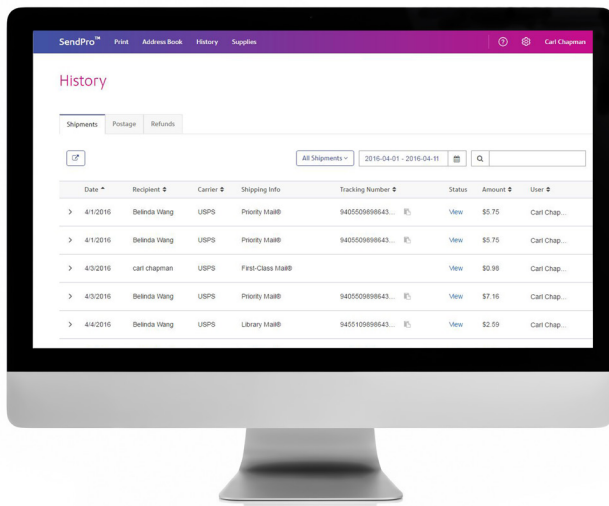 SendPro™ Print Address Book History Supplies Carl Chapman
History
Shipments Postage Refunds
All Shipments 2016-04-01 - 2016-04-11
Date Recipient Carrier Shipping Info Tracking Number Status Amount User
4/1/2016 Belinda Wang USPS Priority Mail® 9405509898643... View $5.75 Carl Chap...
4/1/2016 Belinda Wang USPS Priority Mail® 9405509898643... View $5.75 Carl Chap...
4/3/2016 carl chapman USPS First-Class Mail® View $0.98 Carl Chap...
4/3/2016 Belinda Wang USPS Priority Mail® 9405509898643... View $7.16 Carl Chap...
4/4/2016 Belinda Wang USPS Library Mail® 9455109898643... View $2.59 Carl Chap...